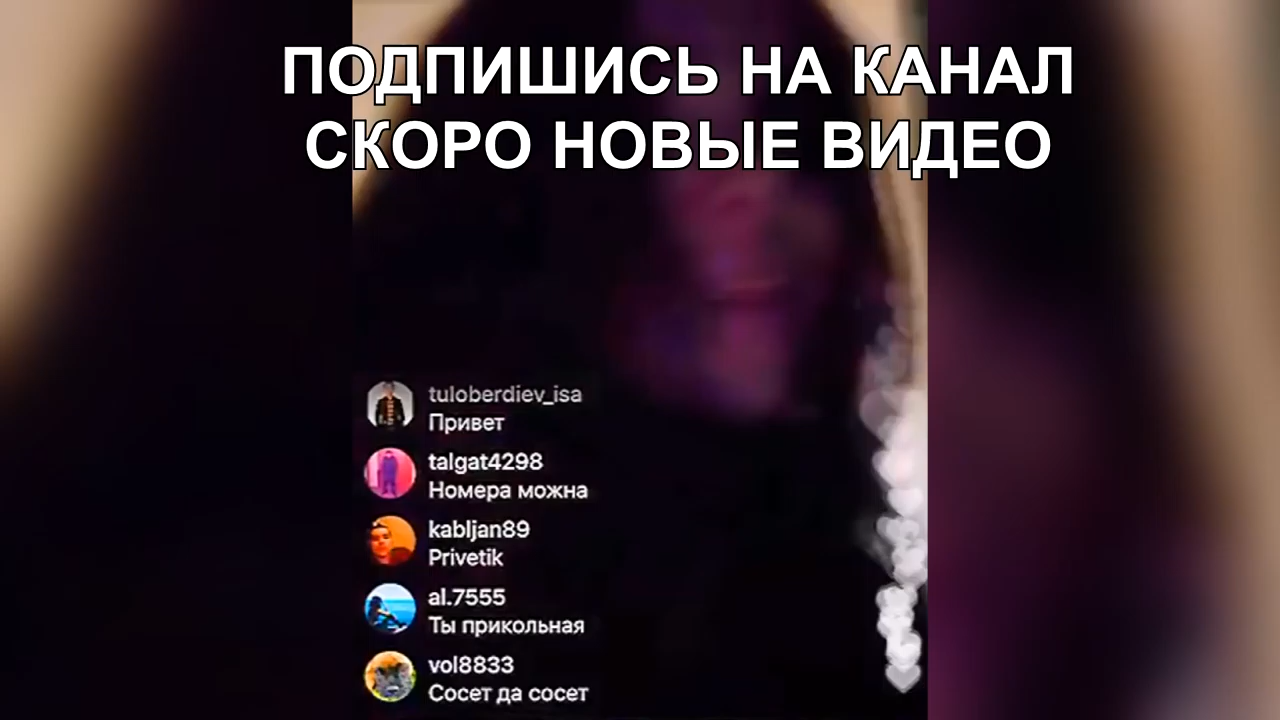 ПОДПИШИСЬ НА КАНАЛ
СКОРО НОВЫЕ ВИДЕО
tuloberdiev_isa
Привет
talgat4298
Номера можна
kabljan89
Privetik
al.7555
Ты прикольная
vol8833
Сосет да сосет